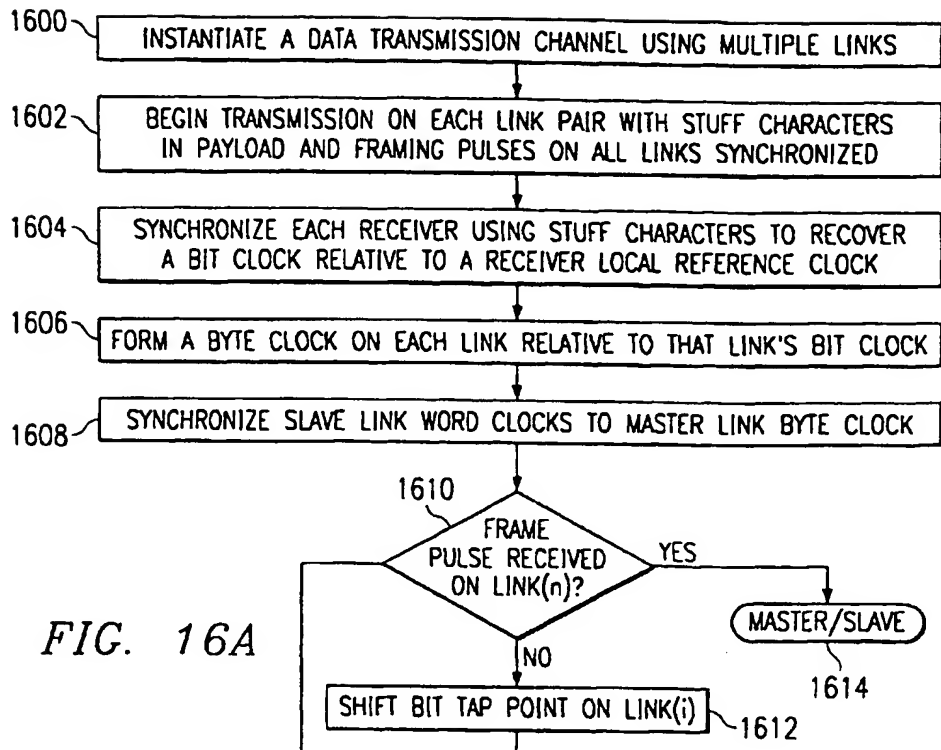 1600
INSTANTIATE A DATA TRANSMISSION CHANNEL USING MULTIPLE LINKS
1602
BEGIN TRANSMISSION ON EACH LINK PAIR WITH STUFF CHARACTERS
IN PAYLOAD AND FRAMING PULSES ON ALL LINKS SYNCHRONIZED
1604
SYNCHRONIZE EACH RECEIVER USING STUFF CHARACTERS TO RECOVER
A BIT CLOCK RELATIVE TO A RECEIVER LOCAL REFERENCE CLOCK
1606
FORM A BYTE CLOCK ON EACH LINK RELATIVE TO THAT LINK'S BIT CLOCK
1608
SYNCHRONIZE SLAVE LINK WORD CLOCKS TO MASTER LINK BYTE CLOCK
1610
FRAME
PULSE RECEIVED
ON LINK(n)?
YES
MASTER/SLAVE
1614
NO
SHIFT BIT TAP POINT ON LINK(i)
1612
FIG. 16A